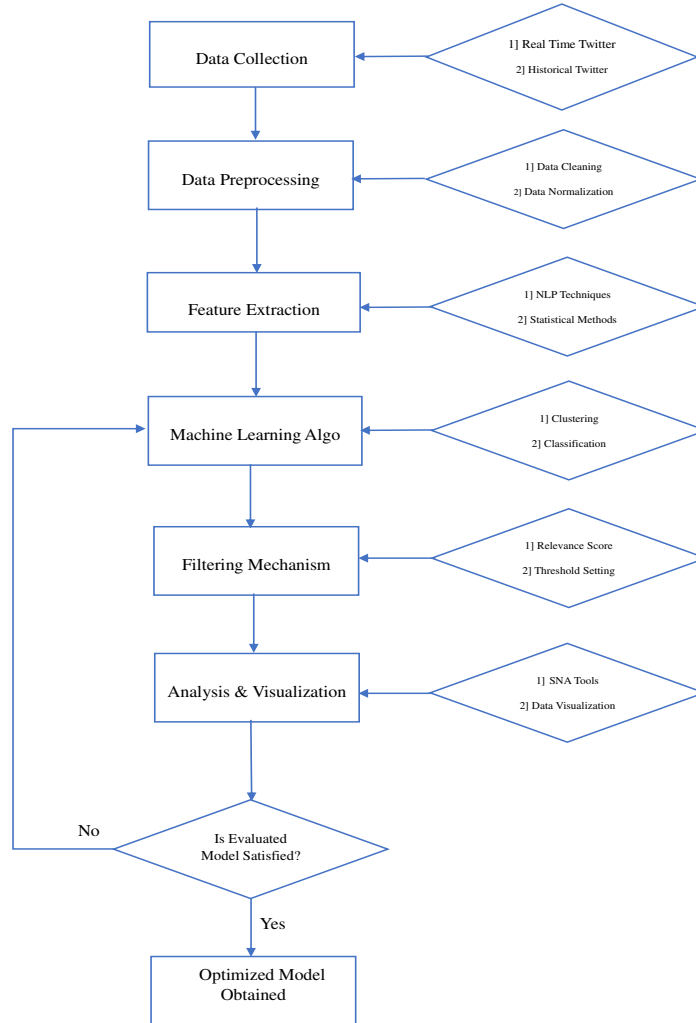 Data Collection
1] Real Time Twitter
2] Historical Twitter
Data Preprocessing
1] Data Cleaning
2] Data Normalization
Feature Extraction
1] NLP Techniques
2] Statistical Methods
Machine Learning Algo
1] Clustering
2] Classification
Filtering Mechanism
1] Relevance Score
2] Threshold Setting
Analysis & Visualization
1] SNA Tools
2] Data Visualization
Is Evaluated
Model Satisfied?
No
Yes
Optimized Model
Obtained